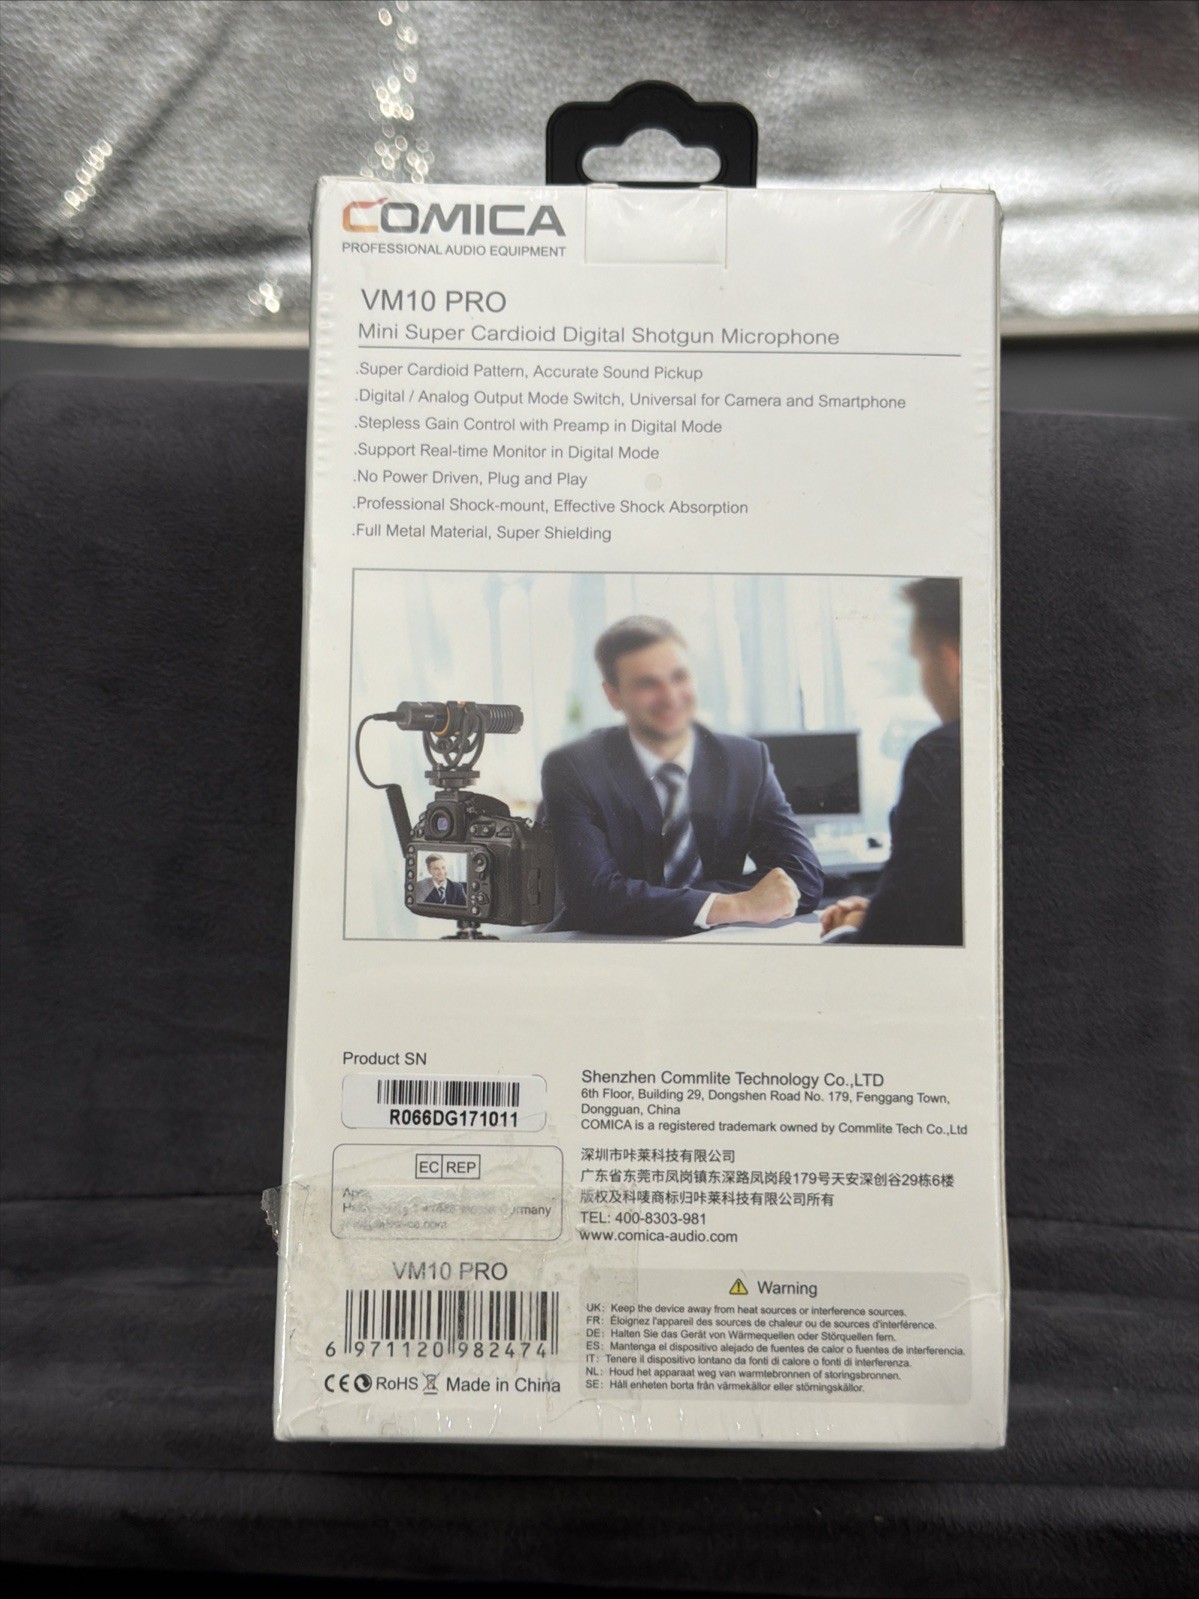 COMICA
PROFESSIONAL AUDIO EQUIPMENT
VM10 PRO
Mini Super Cardioid Digital Shotgun Microphone
.Super Cardioid Pattern, Accurate Sound Pickup
.Digital / Analog Output Mode Switch, Universal for Camera and Smartphone
.Stepless Gain Control with Preamp in Digital Mode
.Support Real-time Monitor in Digital Mode
.No Power Driven, Plug and Play
.Professional Shock-mount, Effective Shock Absorption
.Full Metal Material, Super Shielding
Product SN
R066DG171011
EC REP
VM10 PRO
6 971120 982474
CE RoHS Made in China
Shenzhen Commlite Technology Co.,LTD
6th Floor, Building 29, Dongshen Road No. 179, Fenggang Town,
Dongguan, China
COMICA is a registered trademark owned by Commlite Tech Co.,Ltd
深圳市咔莱科技有限公司
广东省东莞市凤岗镇东深路凤岗段179号天安深创谷29栋6楼
版权及科唛商标归咔莱科技有限公司所有
TEL: 400-8303-981
www.comica-audio.com
Warning
UK: Keep the device away from heat sources or interference sources.
FR: Éloignez l'appareil des sources de chaleur ou de sources d'interférence.
DE: Halten Sie das Gerät von Wärmequellen oder Störquellen fern.
ES: Mantenga el dispositivo alejado de fuentes de calor o fuentes de interferencia.
IT: Tenere il dispositivo lontano da fonti di calore o fonti di interferenza.
NL: Houd het apparaat weg van warmtebronnen of storingsbronnen.
SE: Håll enheten borta från värmekällor eller störningskällor.